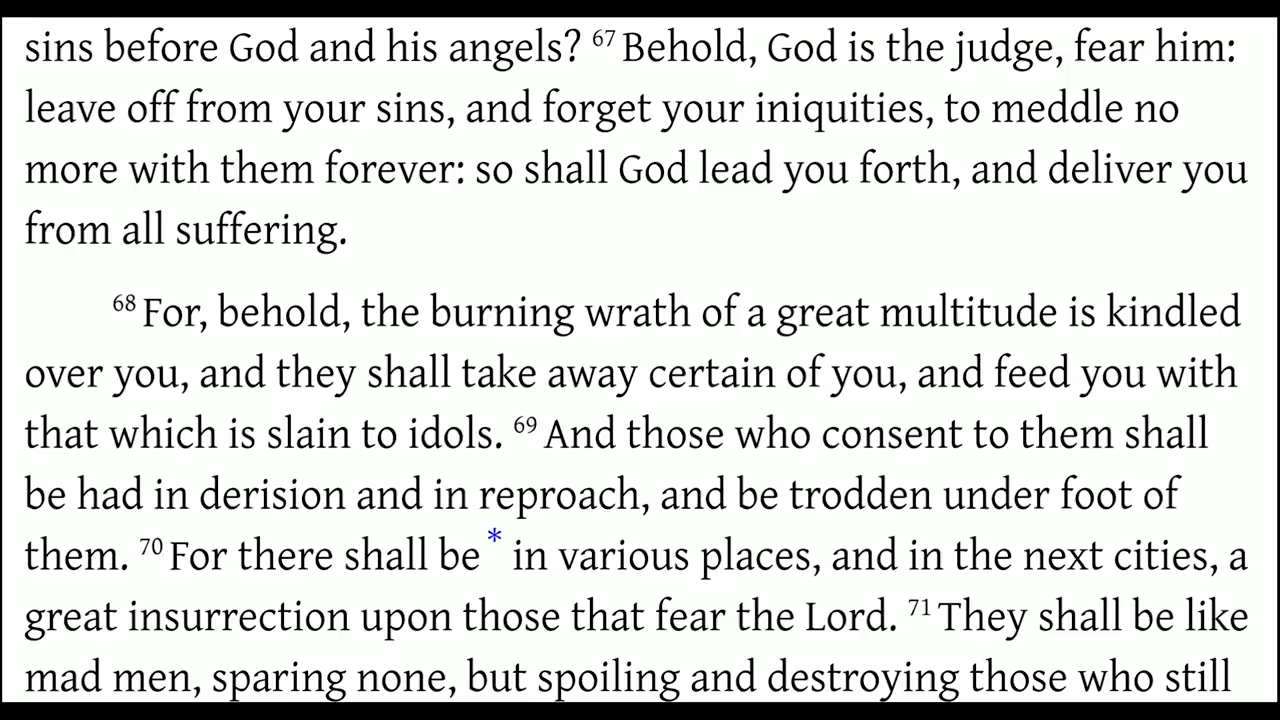 sins before God and his angels? 67 Behold, God is the judge, fear him:
leave off from your sins, and forget your iniquities, to meddle no
more with them forever: so shall God lead you forth, and deliver you
from all suffering.
68 For, behold, the burning wrath of a great multitude is kindled
over you, and they shall take away certain of you, and feed you with
that which is slain to idols. 69 And those who consent to them shall
be had in derision and in reproach, and be trodden under foot of
them. 70 For there shall be* in various places, and in the next cities, a
great insurrection upon those that fear the Lord. 71 They shall be like
mad men, sparing none, but spoiling and destroying those who still